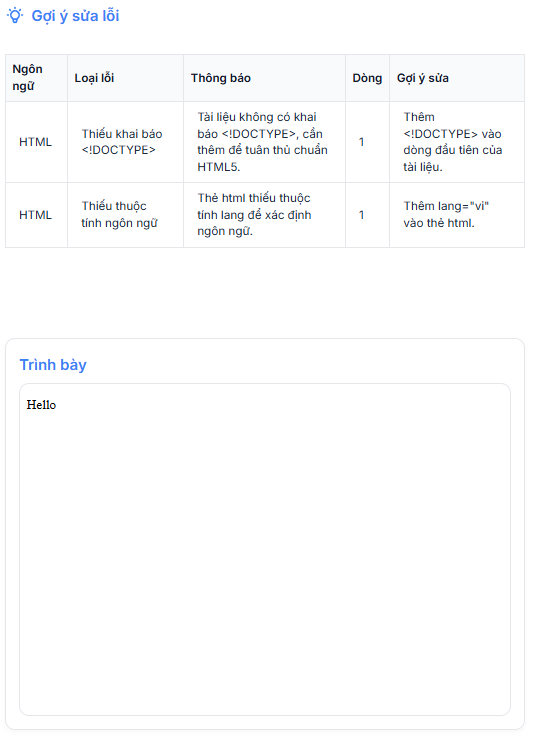 Gợi ý sửa lỗi
Ngôn ngữ
Loại lỗi
Thông báo
Dòng
Gợi ý sửa
HTML
Thiếu khai báo
<!DOCTYPE>
Tài liệu không có khai
báo <!DOCTYPE>, cần
thêm để tuân thủ chuẩn
HTML5.
1
Thêm
<!DOCTYPE> vào
dòng đầu tiên của
tài liệu.
HTML
Thiếu thuộc
tính ngôn ngữ
Thẻ html thiếu thuộc
tính lang để xác định
ngôn ngữ.
1
Thêm lang="vi"
vào thẻ html.
Trình bày
Hello